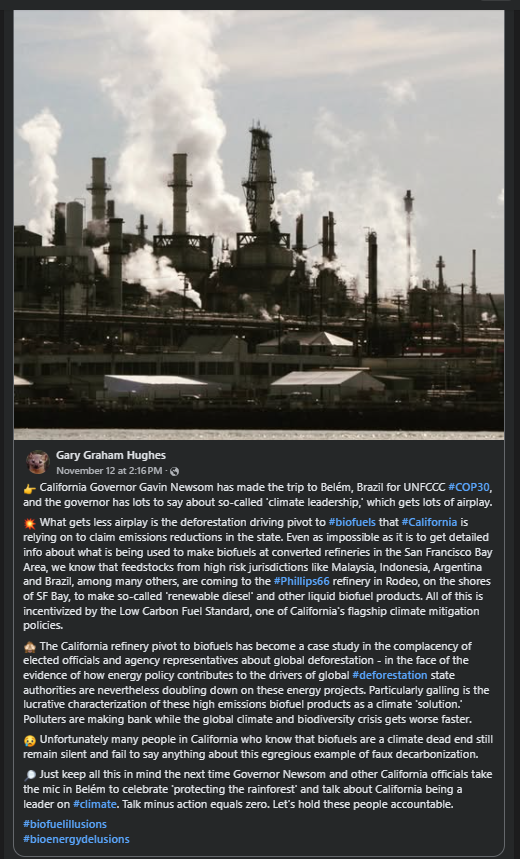 Gary Graham Hughes
November 12 at 2:16 PM ·
👉 California Governor Gavin Newsom has made the trip to Belém, Brazil for UNFCCC #COP30,
and the governor has lots to say about so-called 'climate leadership,' which gets lots of airplay.
💥 What gets less airplay is the deforestation driving pivot to #biofuels that #California is
relying on to claim emissions reductions in the state. Even as impossible as it is to get detailed
info about what is being used to make biofuels at converted refineries in the San Francisco Bay
Area, we know that feedstocks from high risk jurisdictions like Malaysia, Indonesia, Argentina
and Brazil, among many others, are coming to the #Phillips66 refinery in Rodeo, on the shores
of SF Bay, to make so-called 'renewable diesel' and other liquid biofuel products. All of this is
incentivized by the Low Carbon Fuel Standard, one of California's flagship climate mitigation
policies.
🙈 The California refinery pivot to biofuels has become a case study in the complacency of
elected officials and agency representatives about global deforestation - in the face of the
evidence of how energy policy contributes to the drivers of global #deforestation state
authorities are nevertheless doubling down on these energy projects. Particularly galling is the
lucrative characterization of these high emissions biofuel products as a climate 'solution.'
Polluters are making bank while the global climate and biodiversity crisis gets worse faster.
😥 Unfortunately many people in California who know that biofuels are a climate dead end still
remain silent and fail to say anything about this egregious example of faux decarbonization.
🔎 Just keep all this in mind the next time Governor Newsom and other California officials take
the mic in Belém to celebrate 'protecting the rainforest' and talk about California being a
leader on #climate. Talk minus action equals zero. Let's hold these people accountable.
#biofuelillusions
#bioenergydelusions